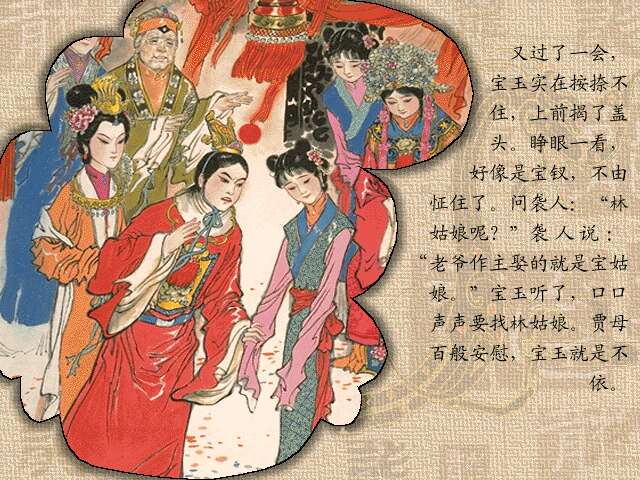 又过了一会，
宝玉实在按捺不
住，上前揭了盖
头。睁眼一看，
好像是宝钗，不由
怔住了。问袭人：“林
姑娘呢？”袭人说：
“老爷作主娶的就是宝姑
娘。”宝玉听了，口口
声声要找林姑娘。贾母
百般安慰，宝玉就是不
依。